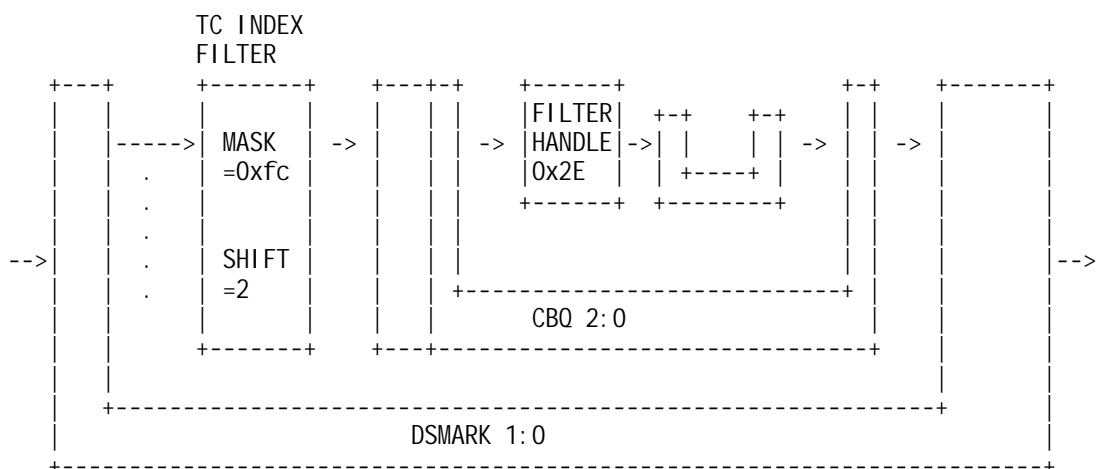 TC INDEX
FILTER
FILTER
--> -----> MASK -> -> HANDLE -> -> ->
. =0xfc 0x2E
.
.
--> . SHIFT -->
. =2
CBQ 2:0
DSMARK 1:0